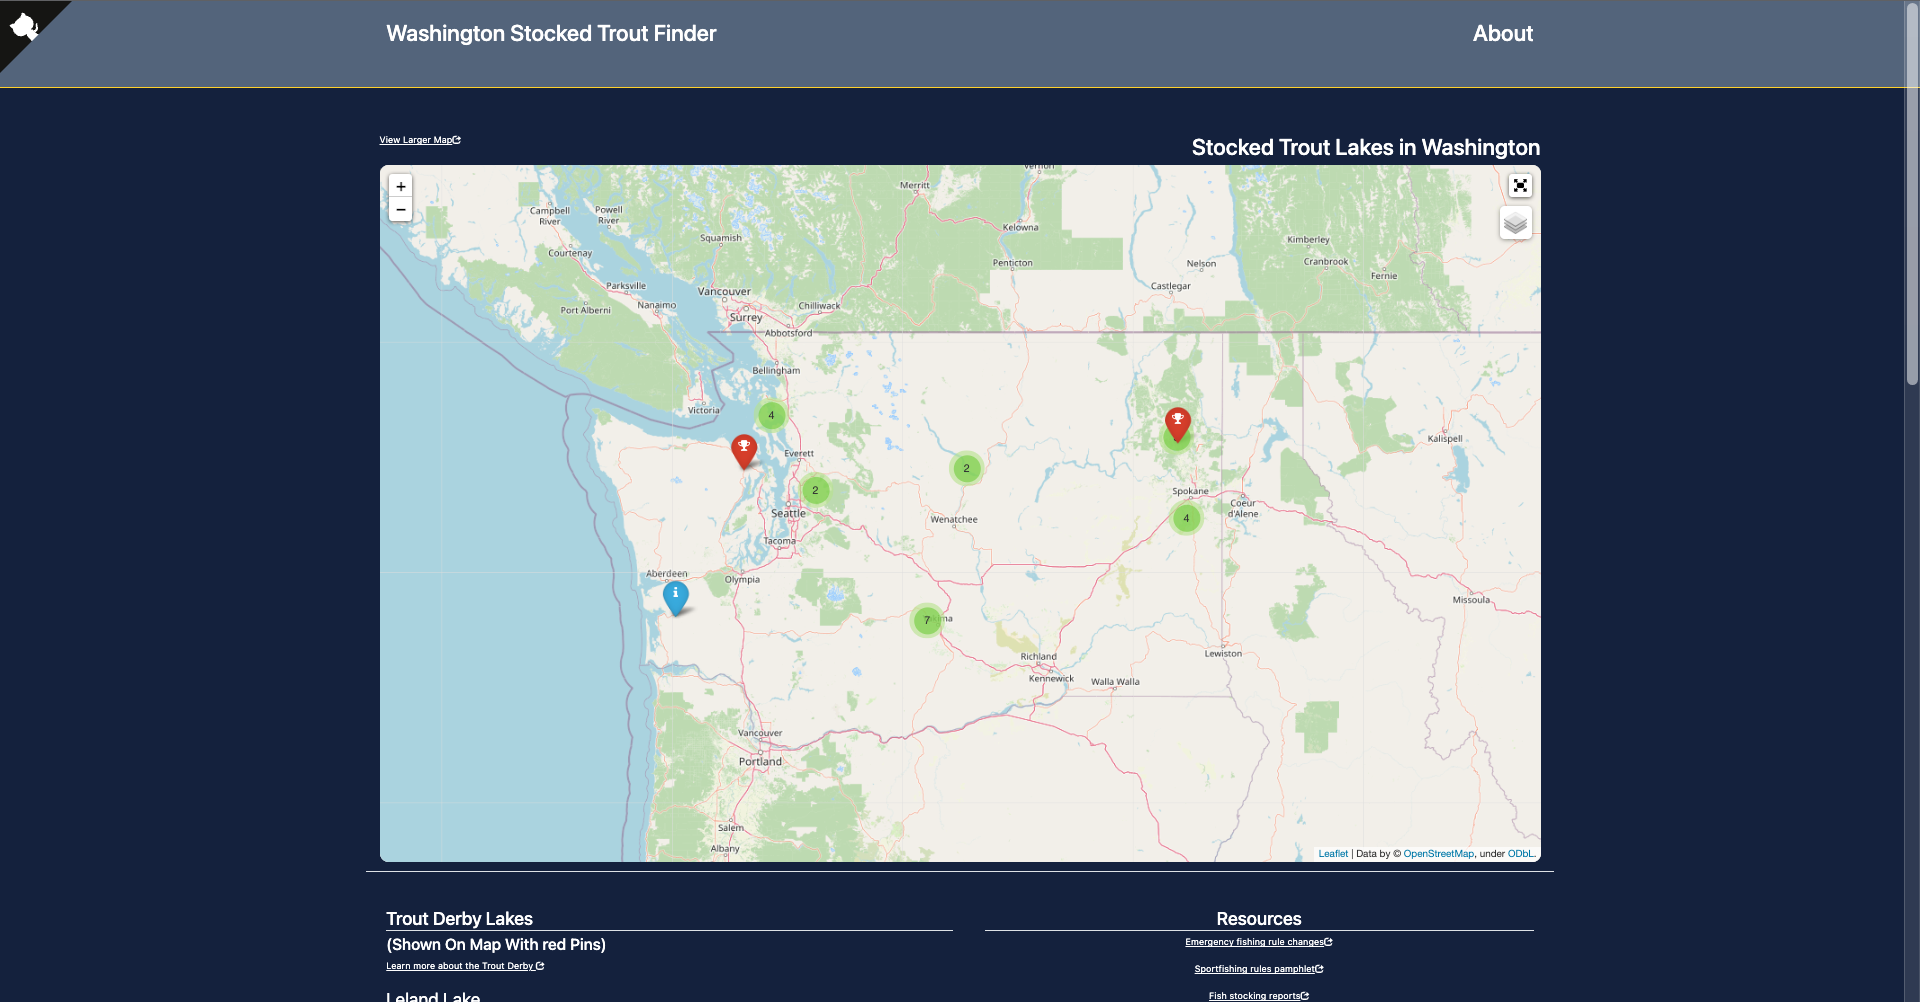 Washington Stocked Trout Finder
About
View Larger Map
Stocked Trout Lakes in Washington
+
−
Vernon
Merritt
Campbell
River
Powell
River
Kelowna
Squamish
Kimberley
Courtenay
Penticton
Nelson
Cranbrook
Fernie
Parksville
Vancouver
Castlegar
Nanaimo
Chilliwack
Port Alberni
Surrey
Abbotsford
Bellingham
Victoria
4
Kalispell
Everett
2
2
Spokane
Coeur
d'Alene
Seattle
Wenatchee
4
Tacoma
Aberdeen
Olympia
i
Missoula
7
Richland
Lewiston
Kennewick
Walla Walla
Vancouver
Portland
Salem
Albany
Leaflet | Data by © OpenStreetMap, under ODbL.
Trout Derby Lakes
Resources
(Shown On Map With red Pins)
Emergency fishing rule changes
Learn more about the Trout Derby
Sportfishing rules pamphlet
Leland Lake
Fish stocking reports